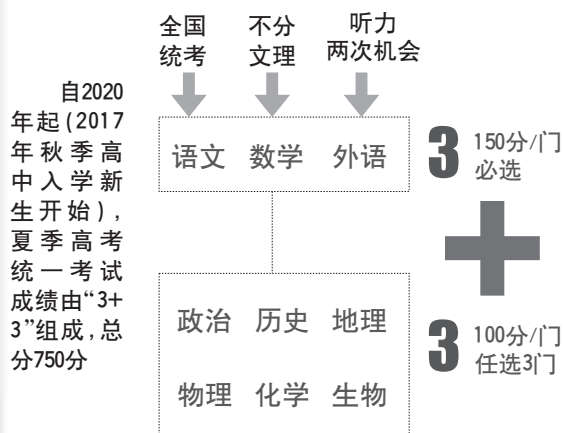 全国 不分 听力
统考 文理 两次机会
自2020
年起(2017
年秋季高
中入学新
生开始),
夏季高考
统一考试
成绩由“3+
3”组成,总
分750分
语文 数学 外语
3 150分/门
必选
政治 历史 地理
物理 化学 生物
3 100分/门
任选3门